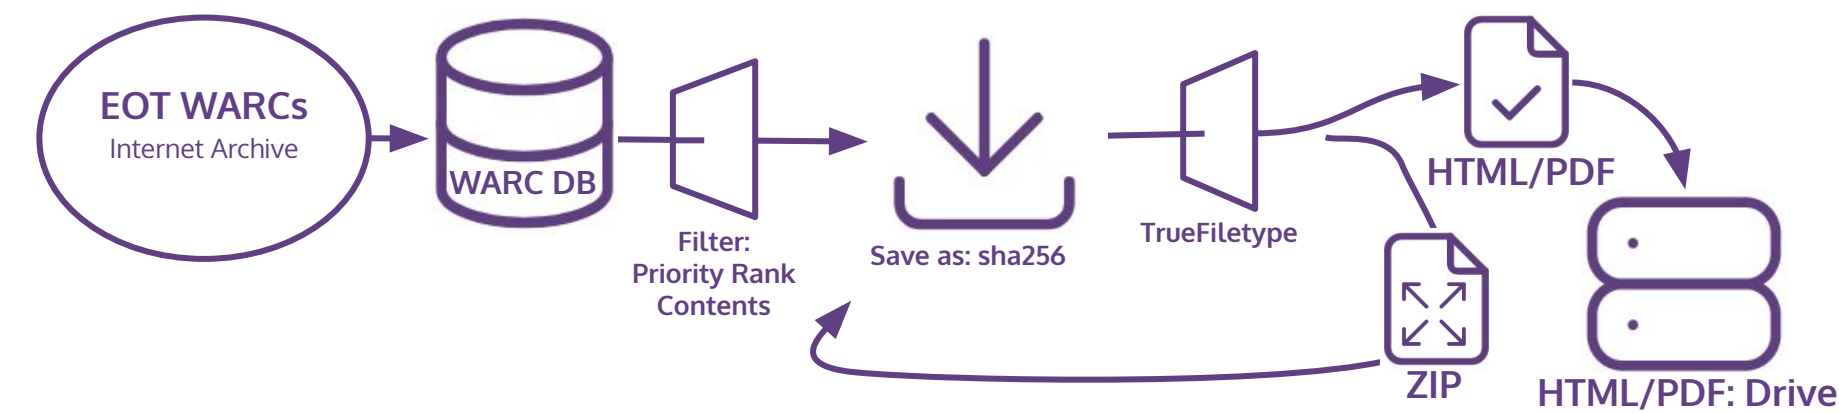 EOT WARCs
Internet Archive
WARC DB
Filter:
Priority Rank
Contents
Save as: sha256
TrueFiletype
HTML/PDF
ZIP
HTML/PDF: Drive